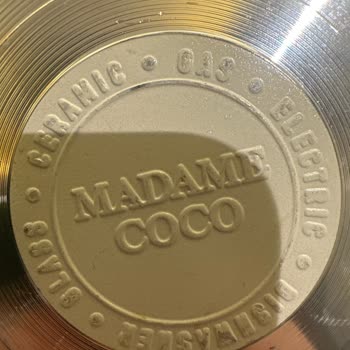 CERAMIC • GAS • ELECTRIC • DISHWASHER • GLASS •
MADAME
COCO